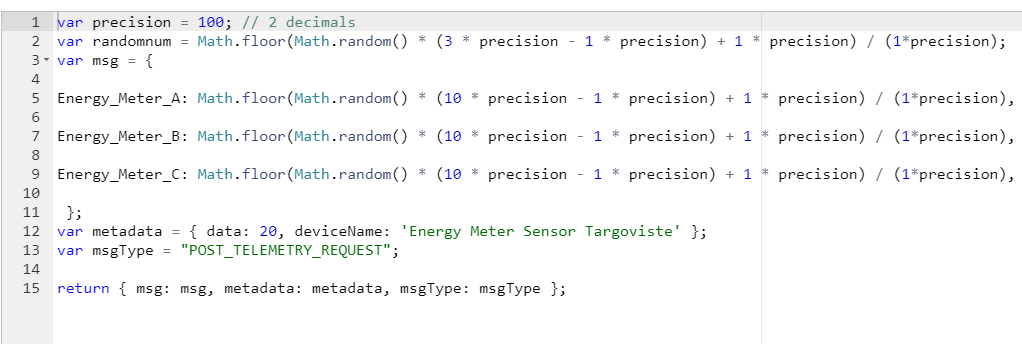 1 var precision = 100; // 2 decimals
2 var randomnum = Math.floor(Math.random() * (3 * precision - 1 * precision) + 1 * precision) / (1*precision);
3 var msg = {
4
5 Energy_Meter_A: Math.floor(Math.random() * (10 * precision - 1 * precision) + 1 * precision) / (1*precision),
6
7 Energy_Meter_B: Math.floor(Math.random() * (10 * precision - 1 * precision) + 1 * precision) / (1*precision),
8
9 Energy_Meter_C: Math.floor(Math.random() * (10 * precision - 1 * precision) + 1 * precision) / (1*precision),
10
11 };
12 var metadata = { data: 20, deviceName: 'Energy Meter Sensor Targoviste' };
13 var msgType = "POST_TELEMETRY_REQUEST";
14
15 return { msg: msg, metadata: metadata, msgType: msgType };